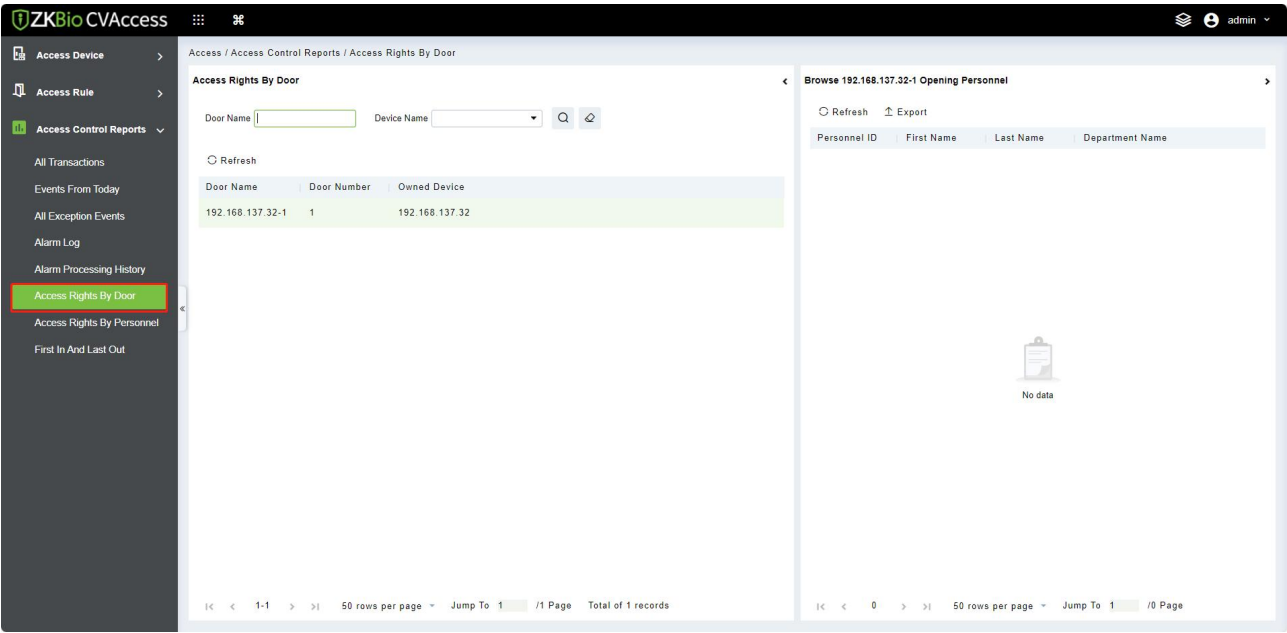 ZKBio CVAccess
admin
Access Device
Access Rule
Access Control Reports
All Transactions
Events From Today
All Exception Events
Alarm Log
Alarm Processing History
Access Rights By Door
Access Rights By Personnel
First In And Last Out
Access / Access Control Reports / Access Rights By Door
Access Rights By Door
Door Name
Device Name
Refresh
Door Name Door Number Owned Device
192.168.137.32-1 1 192.168.137.32
1-1 50 rows per page Jump To 1 /1 Page Total of 1 records
Browse 192.168.137.32-1 Opening Personnel
Refresh Export
Personnel ID First Name Last Name Department Name
No data
0 50 rows per page Jump To 1 /0 Page